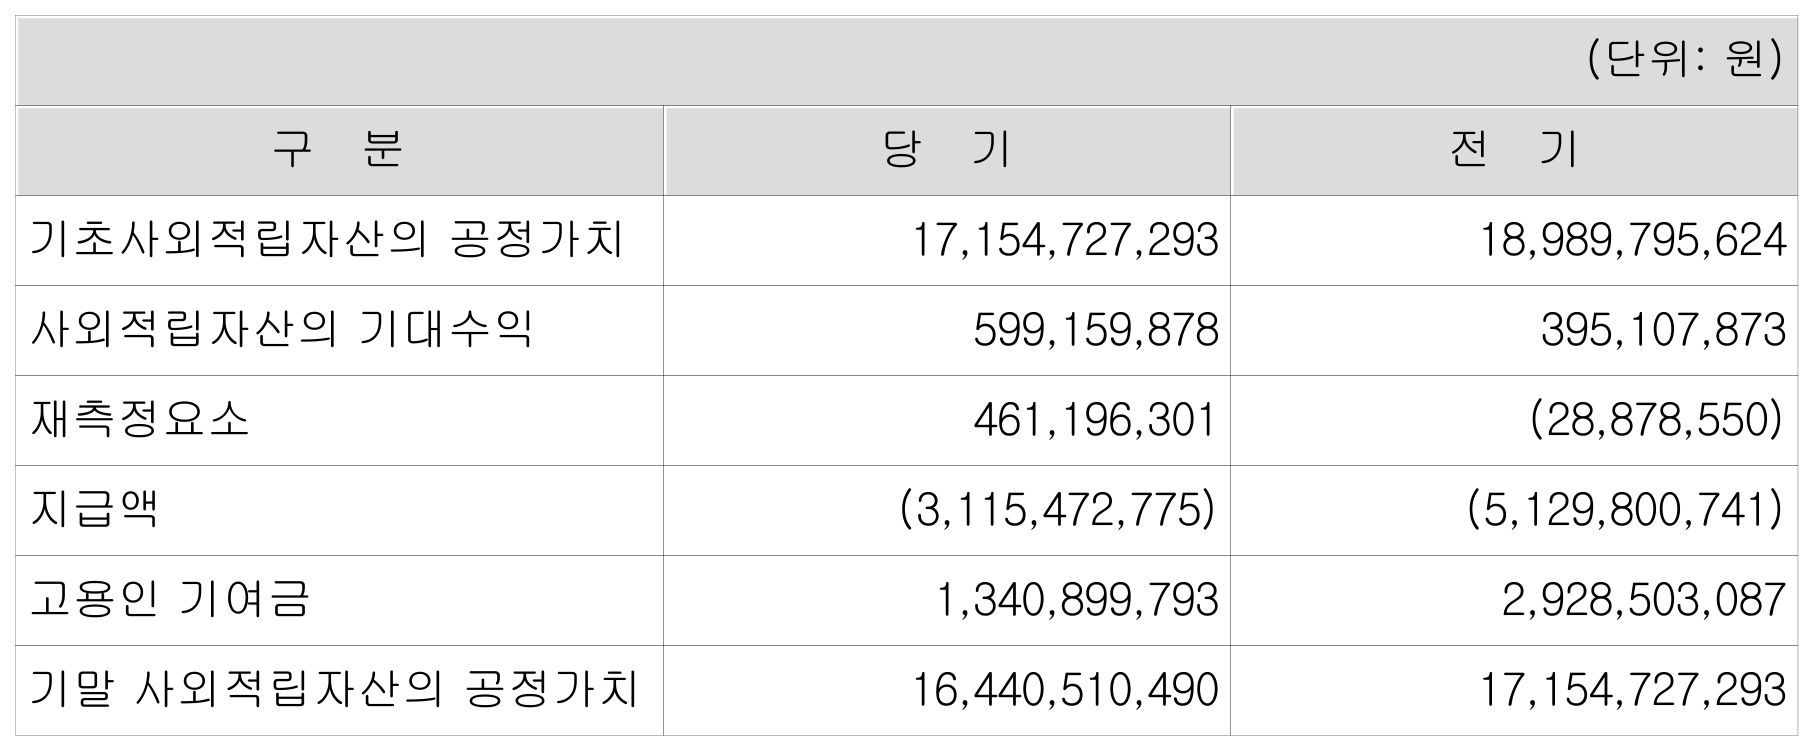 (단위: 원)
구 분 당 기 전 기
기초사외적립자산의 공정가치 17,154,727,293 18,989,795,624
사외적립자산의 기대수익 599,159,878 395,107,873
재측정요소 461,196,301 (28,878,550)
지급액 (3,115,472,775) (5,129,800,741)
고용인 기여금 1,340,899,793 2,928,503,087
기말 사외적립자산의 공정가치 16,440,510,490 17,154,727,293